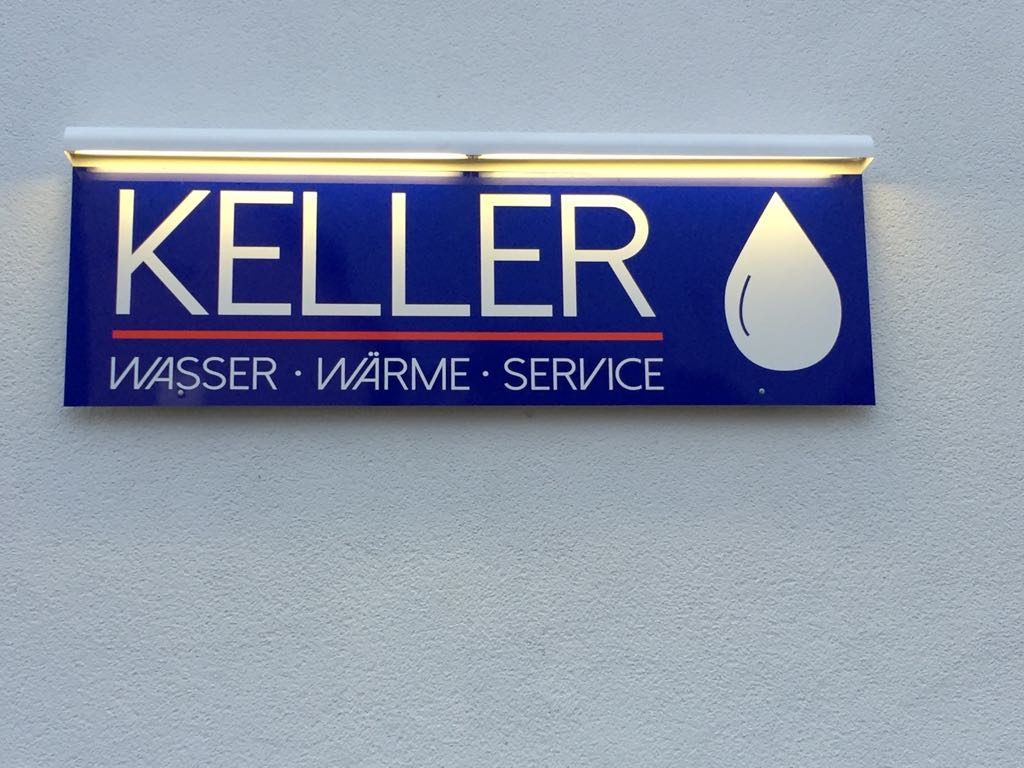 KELLER
WASSER · WÄRME · SERVICE